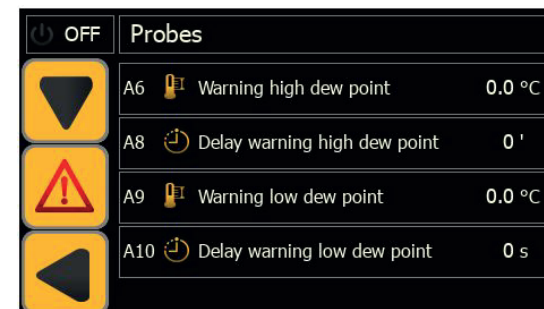 OFF Probes
A6 Warning high dew point 0.0 °C
A8 Delay warning high dew point 0 '
A9 Warning low dew point 0.0 °C
A10 Delay warning low dew point 0 s